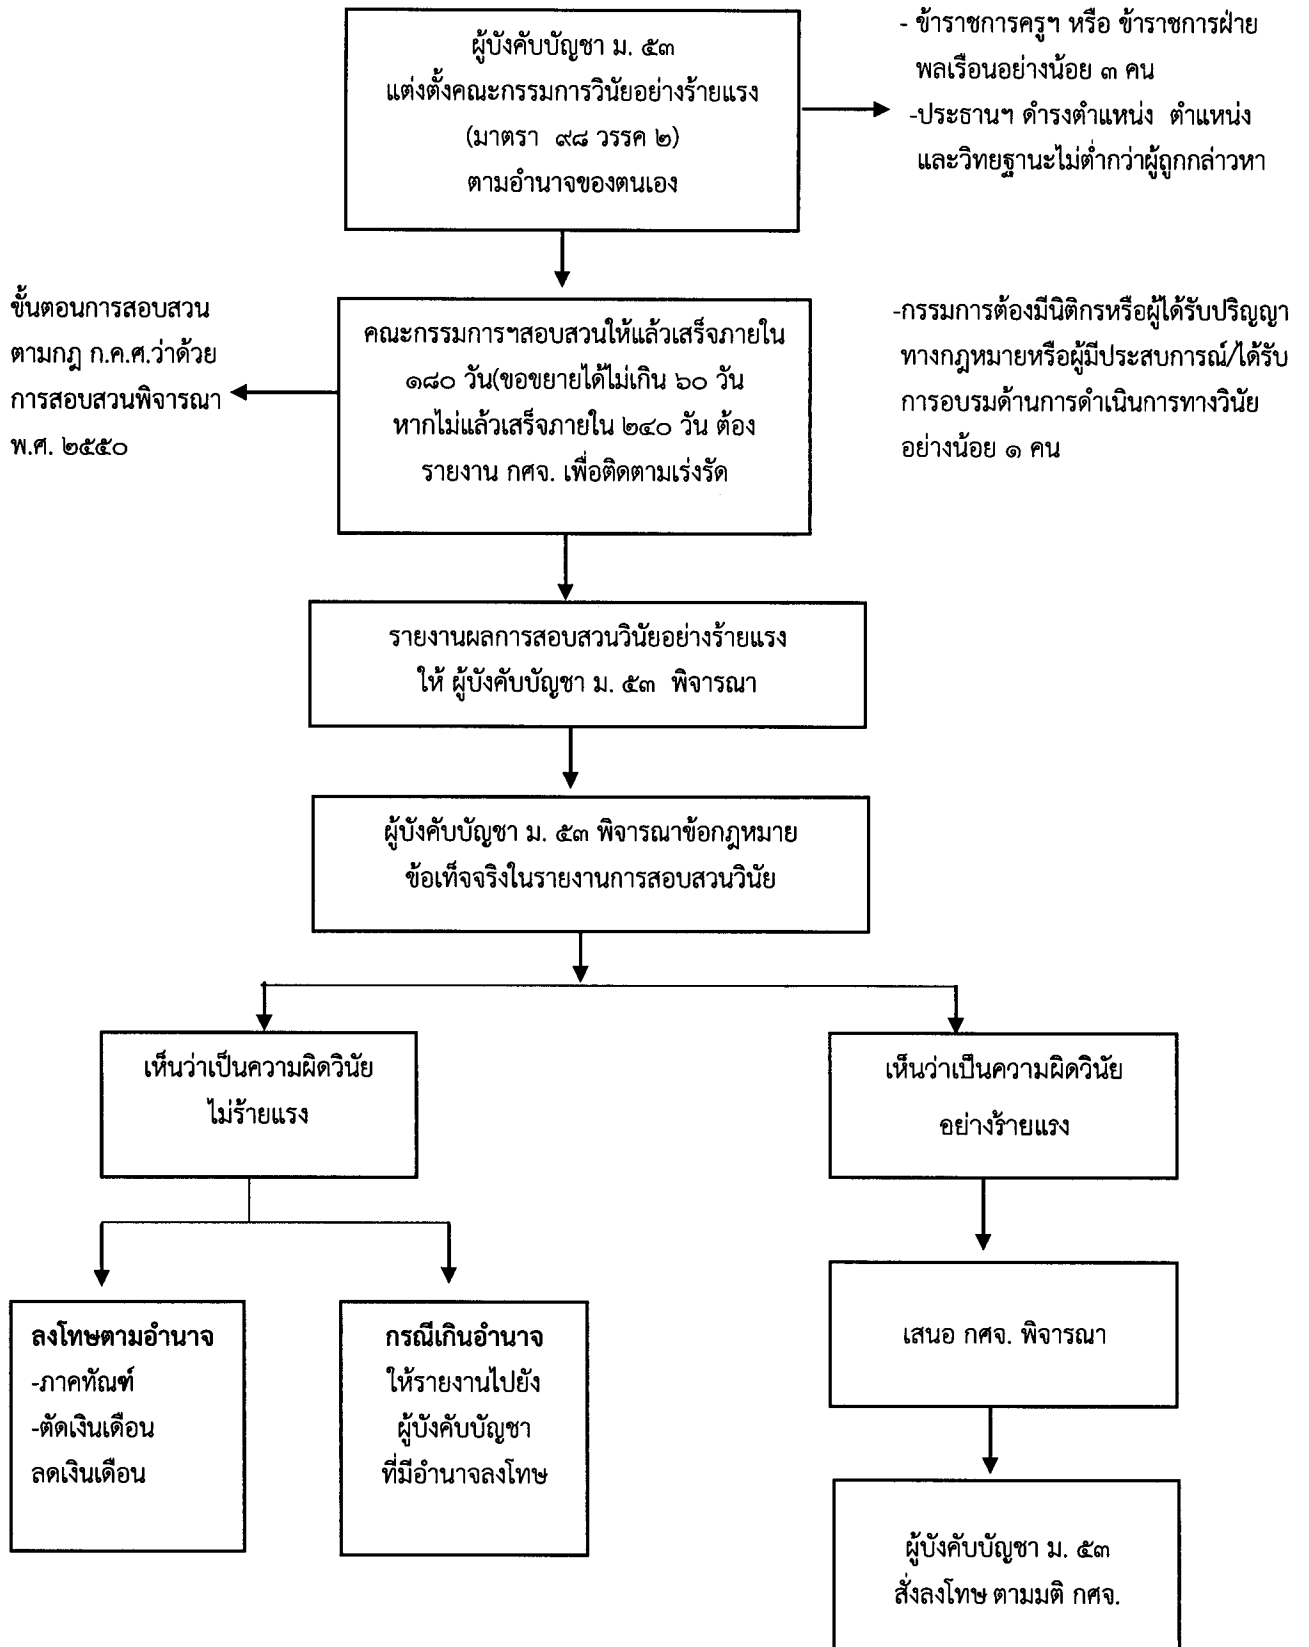 ผู้บังคับบัญชา ม. ๕๓
แต่งตั้งคณะกรรมการวินัยอย่างร้ายแรง
(มาตรา ๙๘ วรรค ๒)
ตามอำนาจของตนเอง
- ข้าราชการครูฯ หรือ ข้าราชการฝ่าย
พลเรือนอย่างน้อย ๓ คน
-ประธานฯ ดำรงตำแหน่ง ตำแหน่ง
และวิทยฐานะไม่ต่ำกว่าผู้ถูกกล่าวหา
ขั้นตอนการสอบสวน
ตามกฎ ก.ค.ศ.ว่าด้วย
การสอบสวนพิจารณา
พ.ศ. ๒๕๕๐
คณะกรรมการฯสอบสวนให้แล้วเสร็จภายใน
๑๘๐ วัน(ขอขยายได้ไม่เกิน ๖๐ วัน
หากไม่แล้วเสร็จภายใน ๒๔๐ วัน ต้อง
รายงาน กศจ. เพื่อติดตามเร่งรัด
-กรรมการต้องมีนิติกรหรือผู้ได้รับปริญญา
ทางกฎหมายหรือผู้มีประสบการณ์/ได้รับ
การอบรมด้านการดำเนินการทางวินัย
อย่างน้อย ๑ คน
รายงานผลการสอบสวนวินัยอย่างร้ายแรง
ให้ ผู้บังคับบัญชา ม. ๕๓ พิจารณา
ผู้บังคับบัญชา ม. ๕๓ พิจารณาข้อกฎหมาย
ข้อเท็จจริงในรายงานการสอบสวนวินัย
เห็นว่าเป็นความผิดวินัย
ไม่ร้ายแรง
เห็นว่าเป็นความผิดวินัย
อย่างร้ายแรง
ลงโทษตามอำนาจ
-ภาคทัณฑ์
-ตัดเงินเดือน
ลดเงินเดือน
กรณีเกินอำนาจ
ให้รายงานไปยัง
ผู้บังคับบัญชา
ที่มีอำนาจลงโทษ
เสนอ กศจ. พิจารณา
ผู้บังคับบัญชา ม. ๕๓
สั่งลงโทษ ตามมติ กศจ.